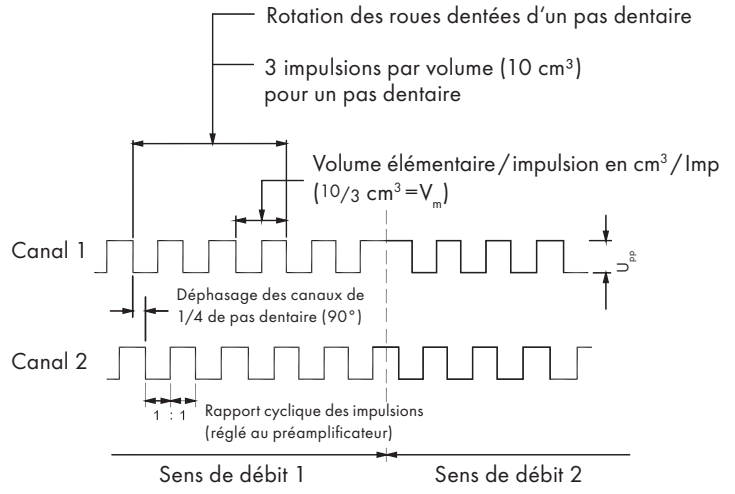 Rotation des roues dentées d'un pas dentaire
3 impulsions par volume (10 cm³)
pour un pas dentaire
Volume élémentaire/impulsion en cm³/Imp
(10/3 cm³=Vm)
Canal 1
Upp
Déphasage des canaux de
1/4 de pas dentaire (90°)
Canal 2
1 : 1
Rapport cyclique des impulsions
(réglé au préamplificateur)
Sens de débit 1
Sens de débit 2